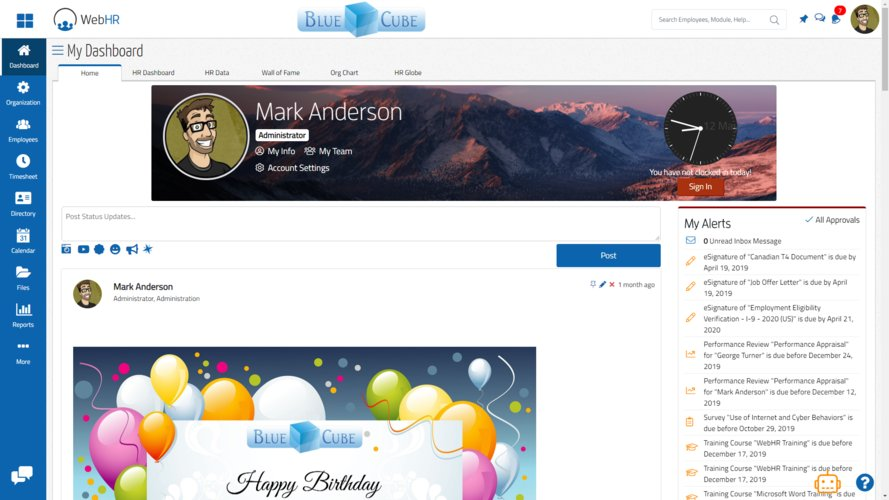 WebHR
BLUE CUBE
Search Employees, Module, Help...
7
Dashboard
Organization
Employees
Timesheet
Directory
31
Calendar
Files
Reports
More
My Dashboard
Home
HR Dashboard
HR Data
Wall of Fame
Org Chart
HR Globe
Mark Anderson
Administrator
My Info
My Team
Account Settings
You have not clocked in today!
Sign In
Post Status Updates...
Post
Mark Anderson
Administrator, Administration
1 month ago
BLUE CUBE
Happy Birthday
My Alerts
All Approvals
0 Unread Inbox Message
eSignature of "Canadian T4 Document" is due by
April 19, 2019
eSignature of "Job Offer Letter" is due by April
19, 2019
eSignature of "Employment Eligibility
Verification - I-9 - 2020 (US)" is due by April 21,
2020
Performance Review "Performance Appraisal"
for "George Turner" is due before December 24,
2019
Performance Review "Performance Appraisal"
for "Mark Anderson" is due before December 12,
2019
Survey "Use of Internet and Cyber Behaviors" is
due before October 29, 2019
Training Course "WebHR Training" is due before
December 17, 2019
Training Course "WebHR Training" is due before
December 17, 2019
Training Course "Microsoft Word Training" is due